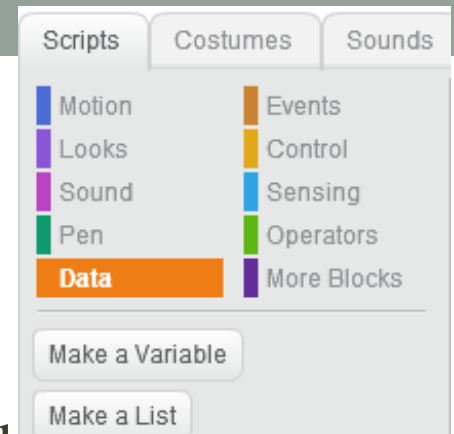 Scripts Costumes Sounds
Motion Events
Looks Control
Sound Sensing
Pen Operators
Data More Blocks
Make a Variable
Make a List